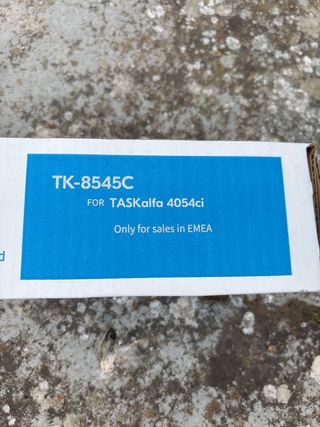 TK-8545C
FOR TASKalfa 4054ci
Only for sales in EMEA